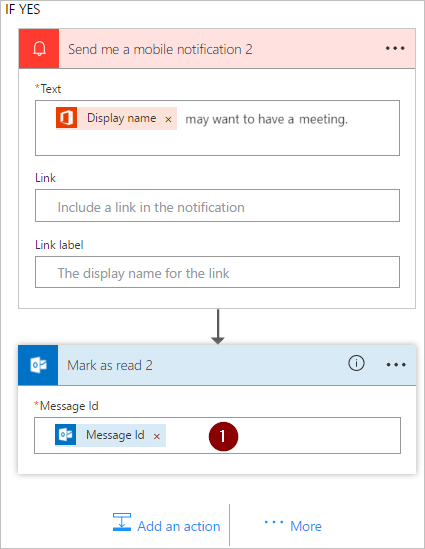 IF YES
Send me a mobile notification 2
*Text
Display name × may want to have a meeting.
Link
Include a link in the notification
Link label
The display name for the link
Mark as read 2
*Message Id
Message Id × 1
Add an action
More